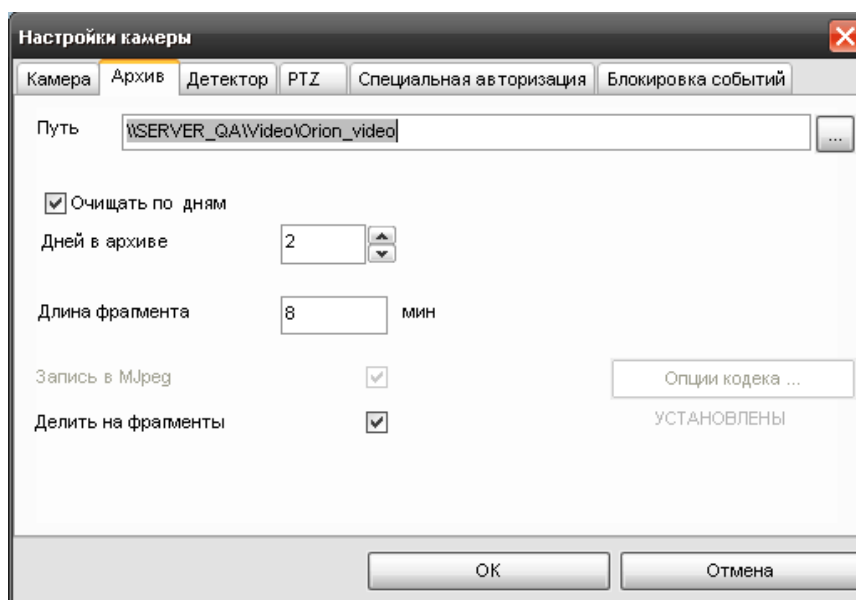 Настройки камеры
Камера Архив Детектор PTZ Специальная авторизация Блокировка событий
Путь \\SERVER_QA\Video\Orion_video ...
Очищать по дням
Дней в архиве 2
Длина фрагмента 8 мин
Запись в MJpeg Опции кодека ...
Делить на фрагменты УСТАНОВЛЕНЫ
ОК Отмена